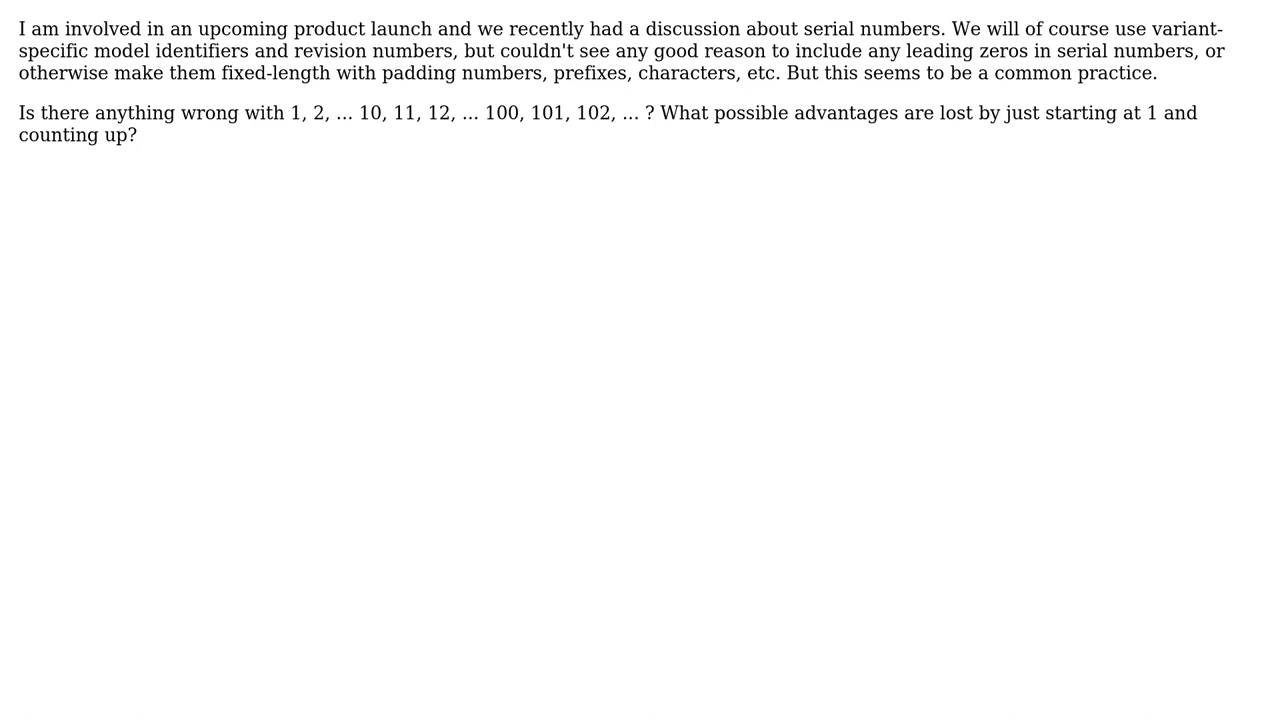 I am involved in an upcoming product launch and we recently had a discussion about serial numbers. We will of course use variant-
specific model identifiers and revision numbers, but couldn't see any good reason to include any leading zeros in serial numbers, or
otherwise make them fixed-length with padding numbers, prefixes, characters, etc. But this seems to be a common practice.
Is there anything wrong with 1, 2, ... 10, 11, 12, ... 100, 101, 102, ... ? What possible advantages are lost by just starting at 1 and
counting up?